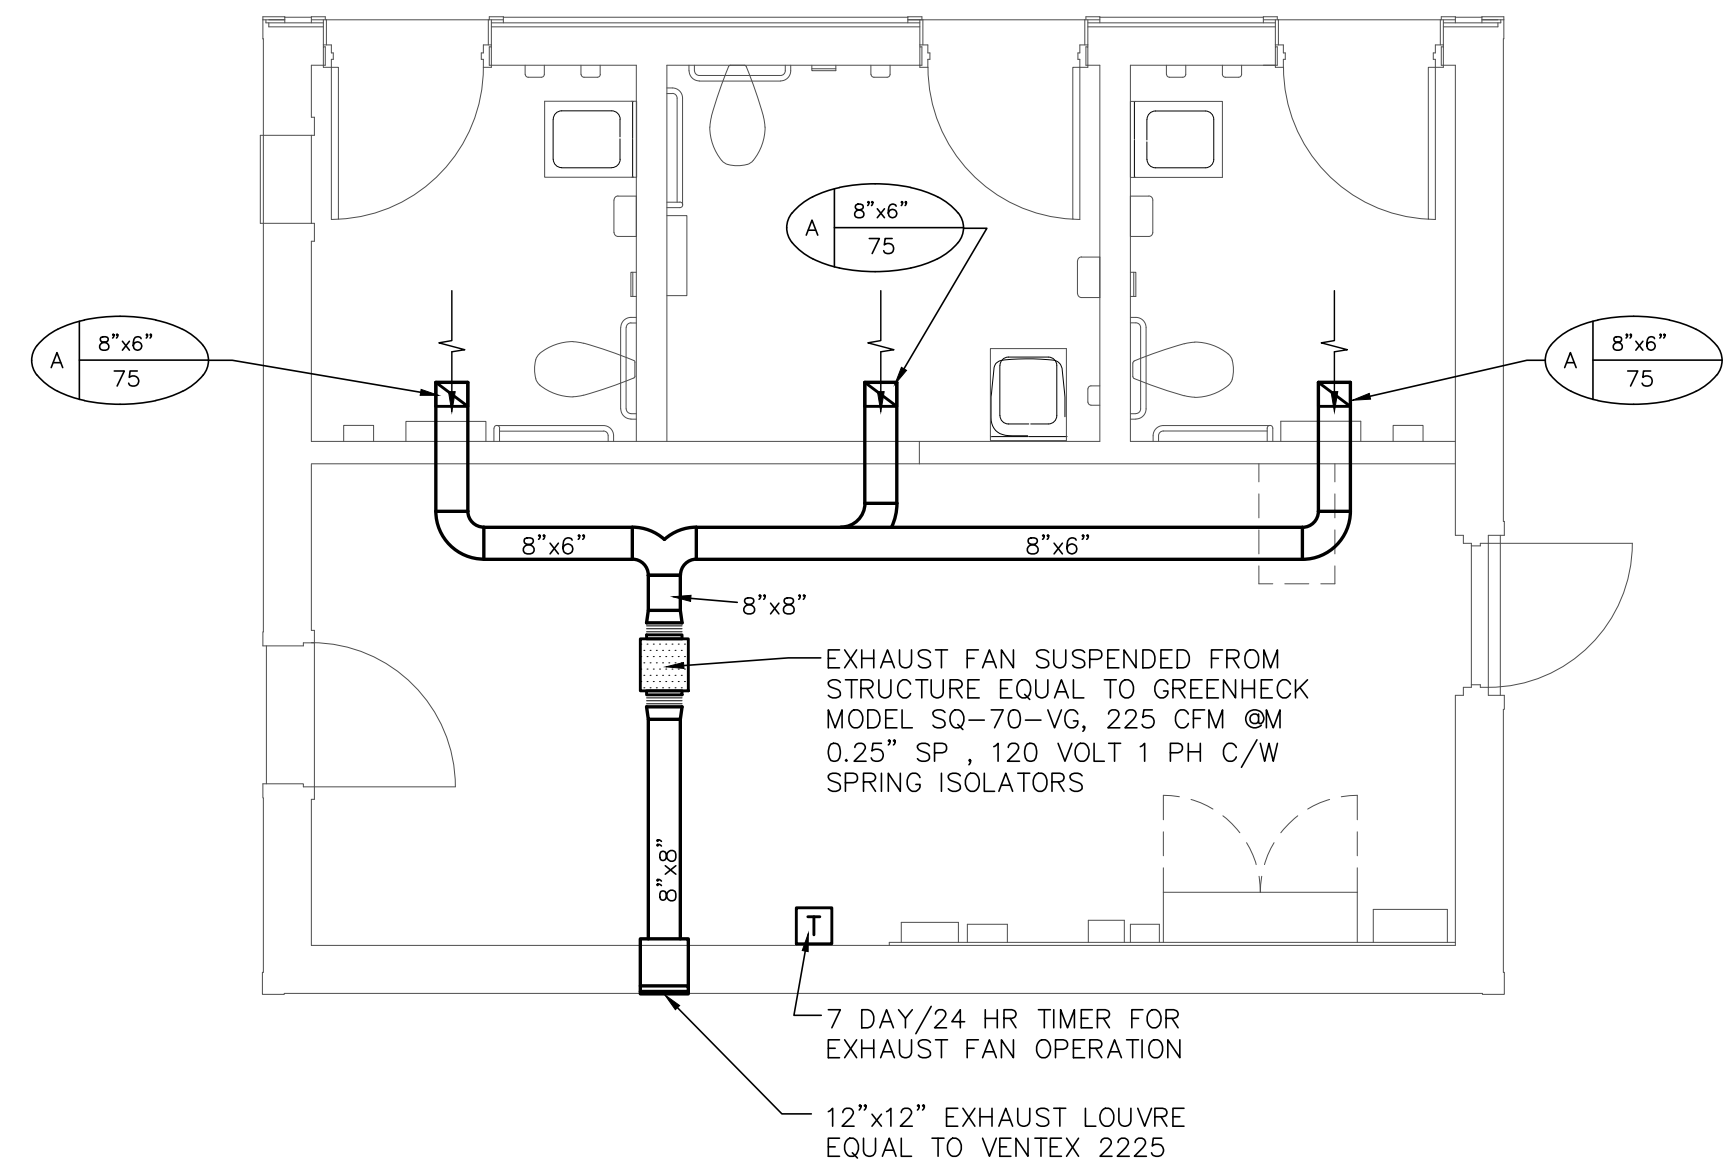 8”x6”
A
75
8”x6”
A
75
8”x6”
A
75
8”x6”
8”x6”
8”x8”
EXHAUST FAN SUSPENDED FROM
STRUCTURE EQUAL TO GREENHECK
MODEL SQ-70-VG, 225 CFM @M
0.25” SP , 120 VOLT 1 PH C/W
SPRING ISOLATORS
8”x8”
T
7 DAY/24 HR TIMER FOR
EXHAUST FAN OPERATION
12”x12” EXHAUST LOUVRE
EQUAL TO VENTEX 2225